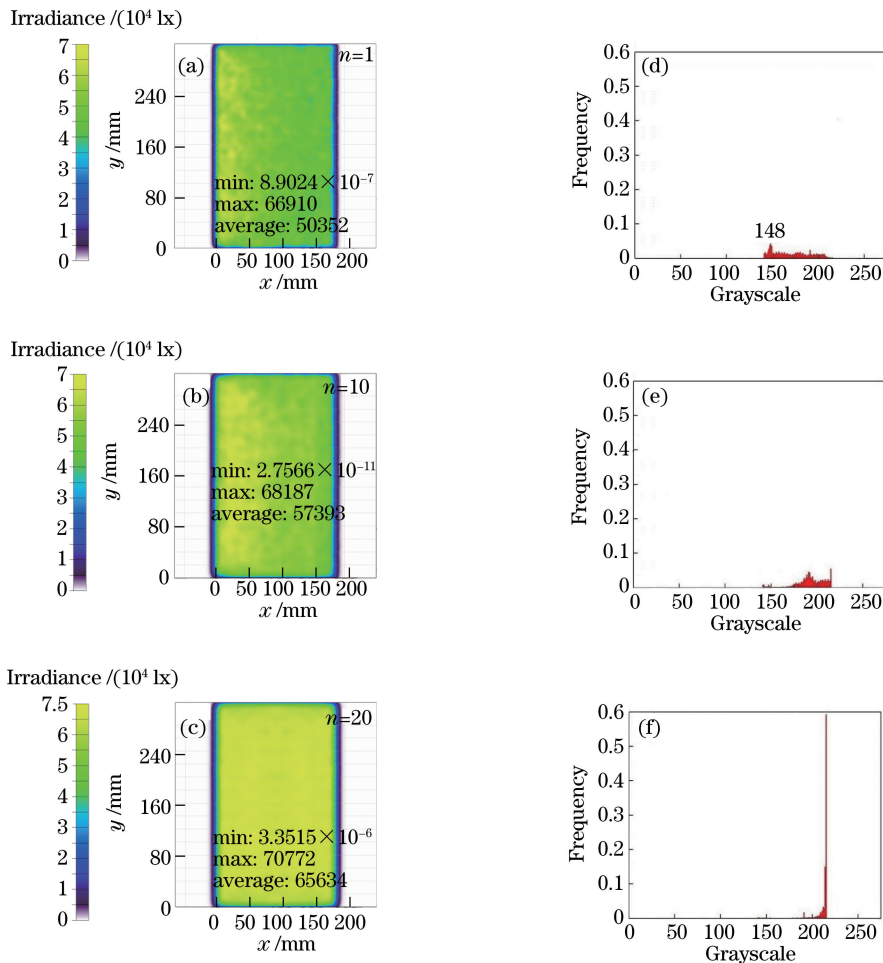 Irradiance /(10⁴ lx)
7
6
5
4
3
2
1
0
y /mm
240
160
80
0
(a)
n=1
min: 8.9024×10⁻⁷
max: 66910
average: 50352
0 50 100 150 200
x /mm
Frequency
0.6
0.5
0.4
0.3
0.2
0.1
0
(d)
148
0 50 100 150 200 250
Grayscale
Irradiance /(10⁴ lx)
7
6
5
4
3
2
1
0
y /mm
240
160
80
0
(b)
n=10
min: 2.7566×10⁻¹¹
max: 68187
average: 57393
0 50 100 150 200
x /mm
Frequency
0.6
0.5
0.4
0.3
0.2
0.1
0
(e)
0 50 100 150 200 250
Grayscale
Irradiance /(10⁴ lx)
7.5
6
5
4
3
2
1
0
y /mm
240
160
80
0
(c)
n=20
min: 3.3515×10⁻⁶
max: 70772
average: 65634
0 50 100 150 200
x /mm
Frequency
0.6
0.5
0.4
0.3
0.2
0.1
0
(f)
0 50 100 150 200 250
Grayscale